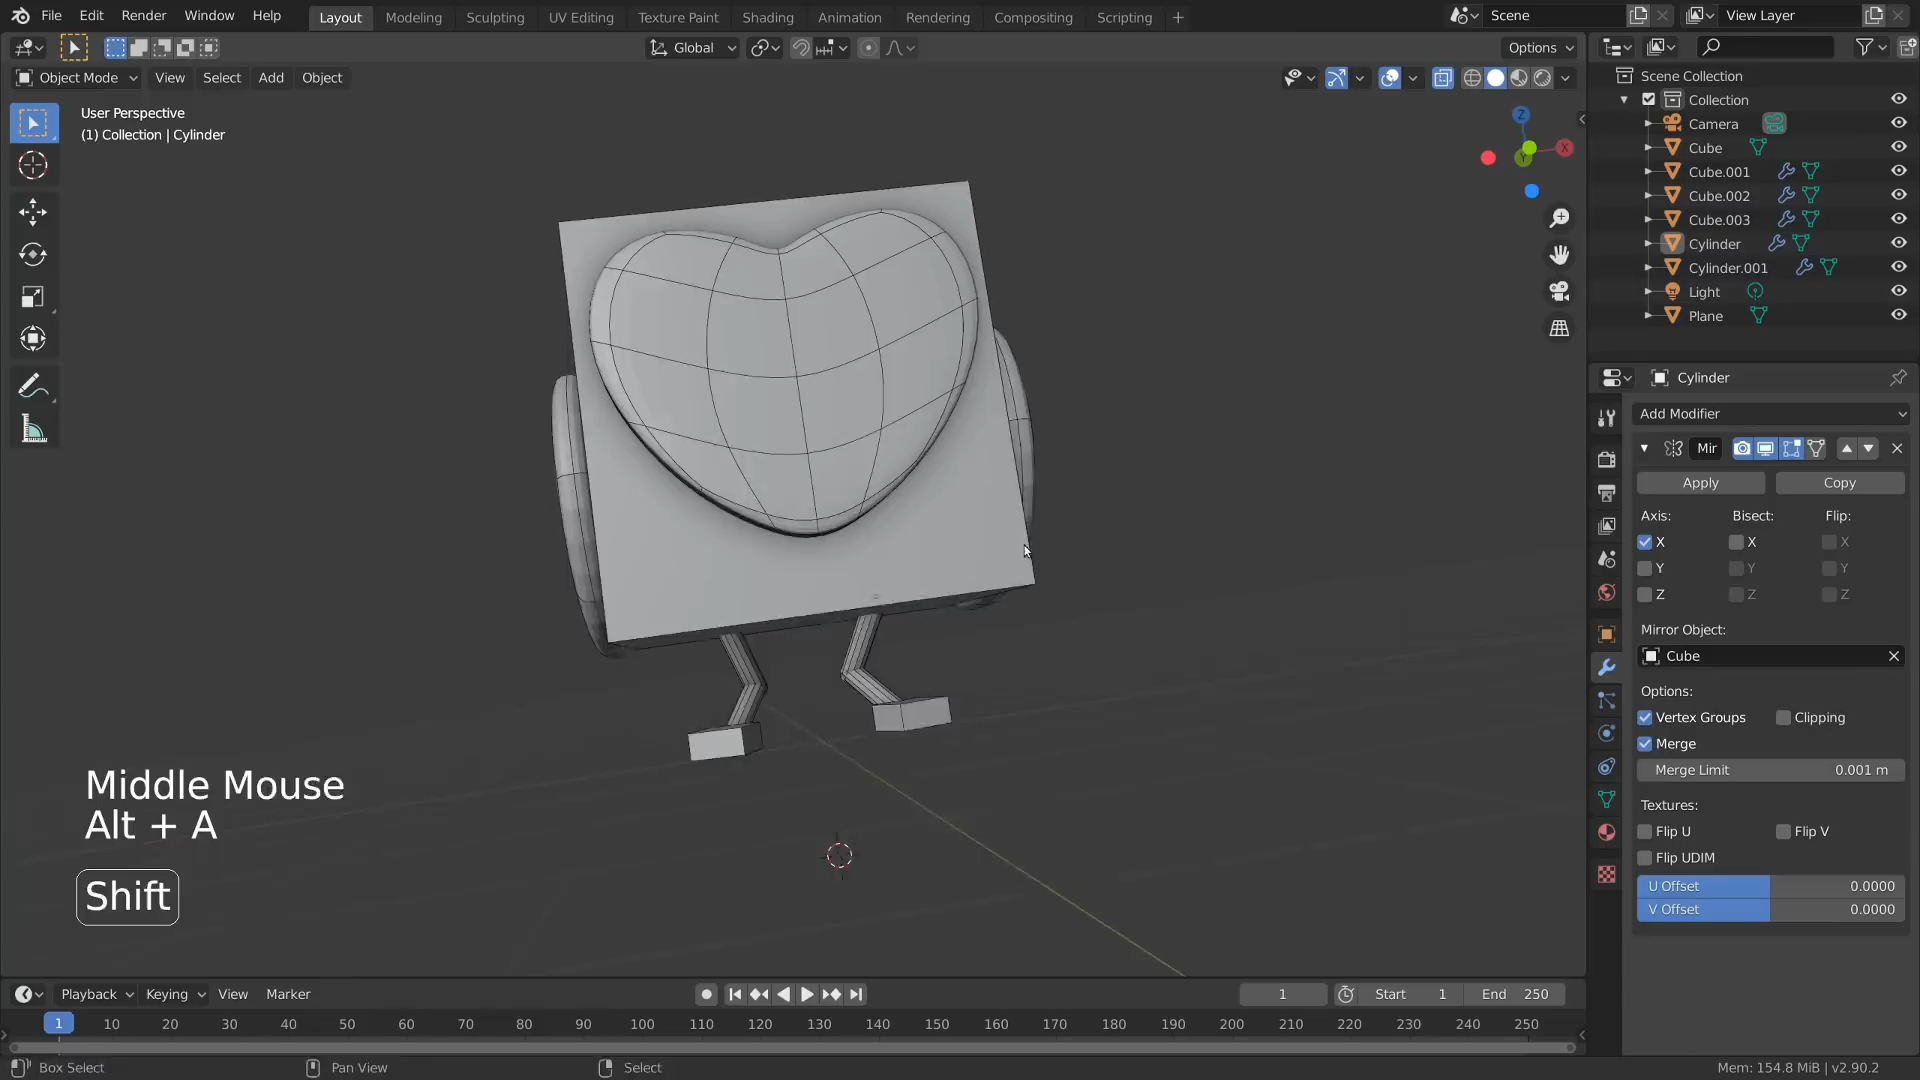 File Edit Render Window Help Layout Modeling Sculpting UV Editing Texture Paint Shading Animation Rendering Compositing Scripting + Scene View Layer
Global Options
Object Mode View Select Add Object
User Perspective
(1) Collection | Cylinder
Z
X
Y
Scene Collection
Collection
Camera
Cube
Cube.001
Cube.002
Cube.003
Cylinder
Cylinder.001
Light
Plane
Cylinder
Add Modifier
Mir
Apply Copy
Axis: Bisect: Flip:
X X X
Y Y Y
Z Z Z
Mirror Object:
Cube
Options:
Vertex Groups Clipping
Merge
Merge Limit 0.001 m
Textures:
Flip U Flip V
Flip UDIM
U Offset 0.0000
V Offset 0.0000
Middle Mouse
Alt + A
Shift
Playback Keying View Marker 1 Start 1 End 250
1 10 20 30 40 50 60 70 80 90 100 110 120 130 140 150 160 170 180 190 200 210 220 230 240 250
Box Select Pan View Select Mem: 154.8 MiB | v2.90.2